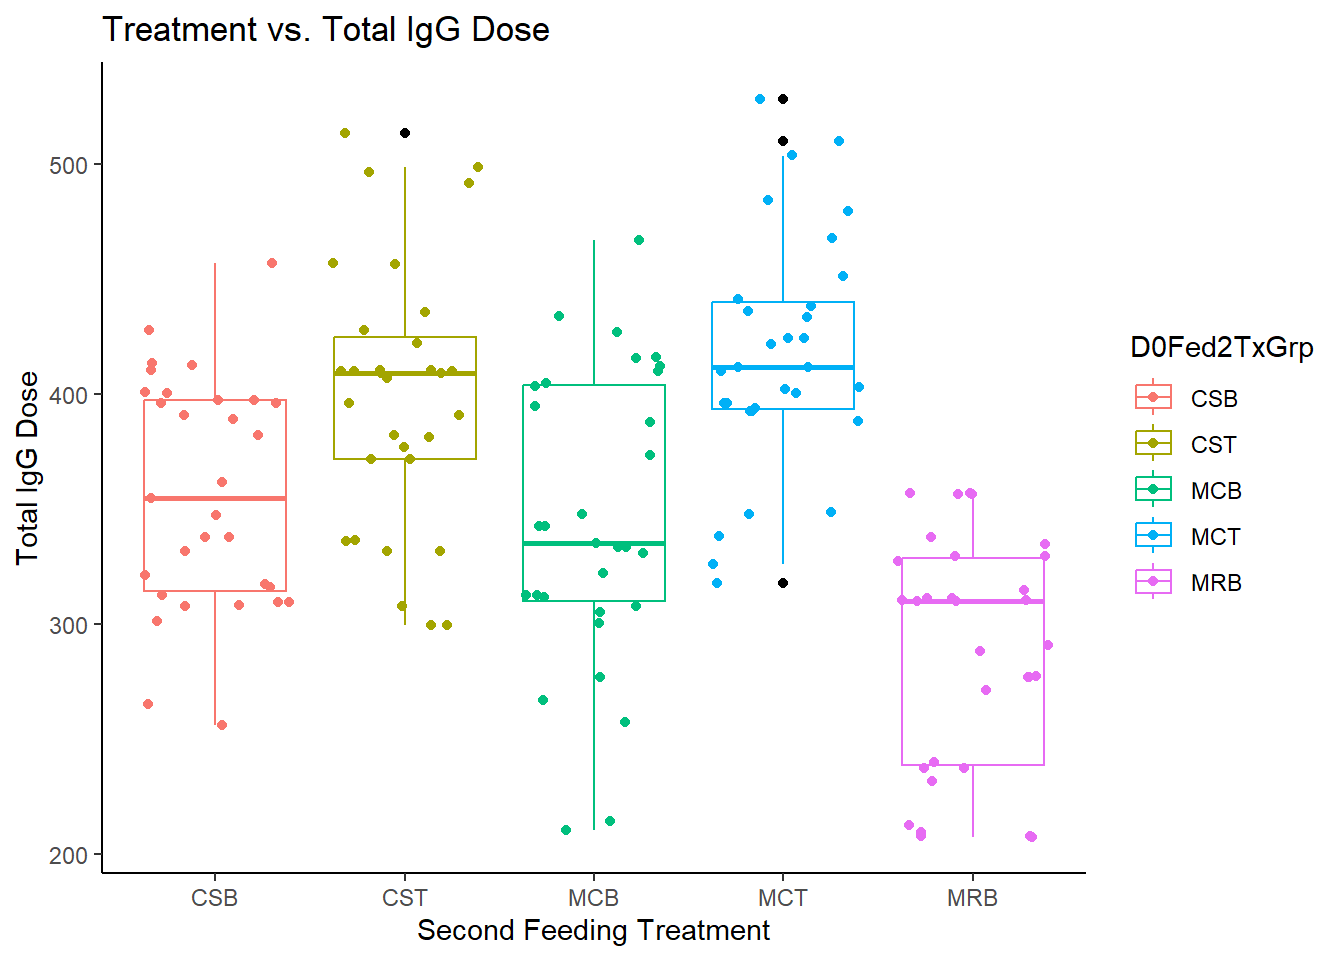 Treatment vs. Total IgG Dose
Total IgG Dose
500
400
300
200
CSB
CST
MCB
MCT
MRB
Second Feeding Treatment
D0Fed2TxGrp
CSB
CST
MCB
MCT
MRB